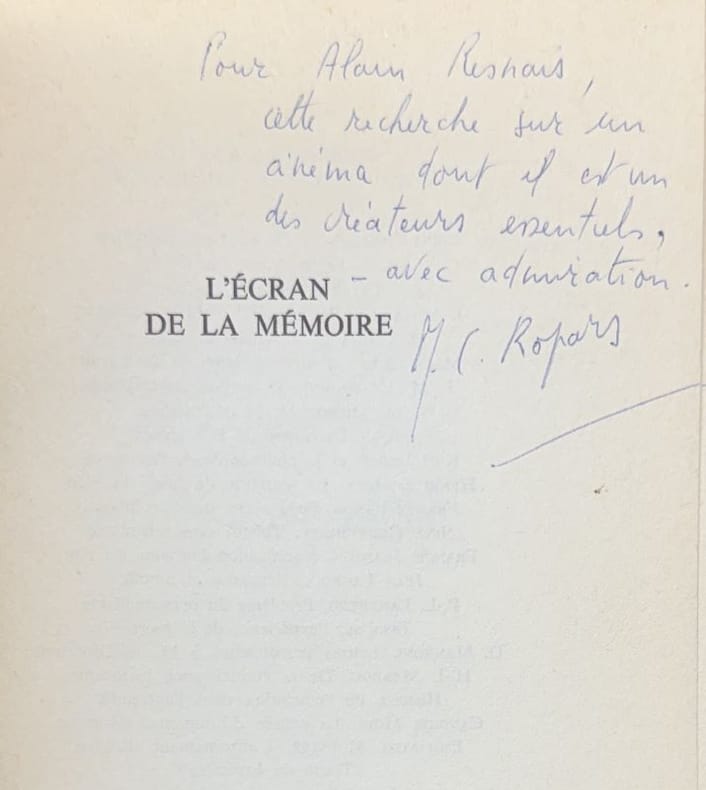 Pour Alain Resnais,
cette recherche sur un
cinéma dont il est un
des créateurs essentiels,
– avec admiration.
L'ÉCRAN
DE LA MÉMOIRE
M. C. Ropars